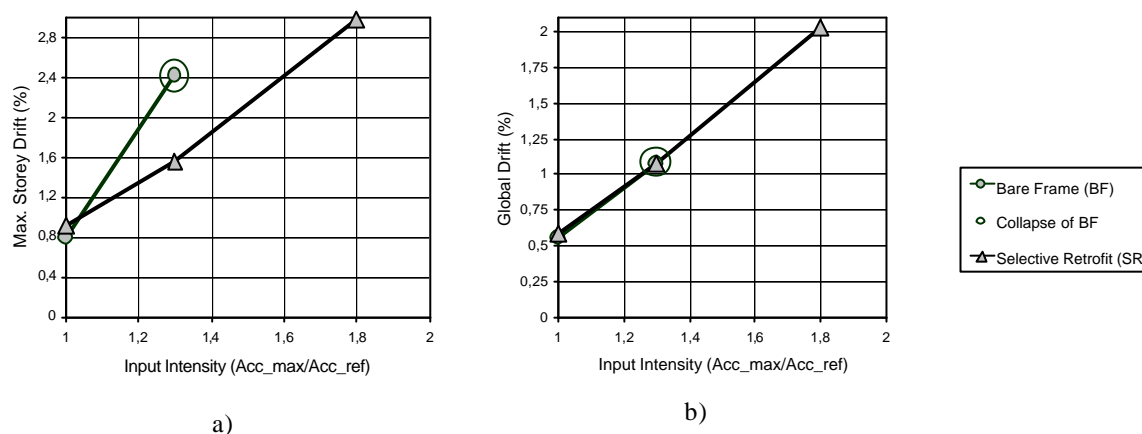 2,8
2,4
2
1,6
1,2
0,8
0,4
0
Max. Storey Drift (%)
1 1,2 1,4 1,6 1,8 2
Input Intensity (Acc_max/Acc_ref)
a)
2
1,75
1,5
1,25
1
0,75
0,5
0,25
0
Global Drift (%)
1 1,2 1,4 1,6 1,8 2
Input Intensity (Acc_max/Acc_ref)
b)
Bare Frame (BF)
Collapse of BF
Selective Retrofit (SR